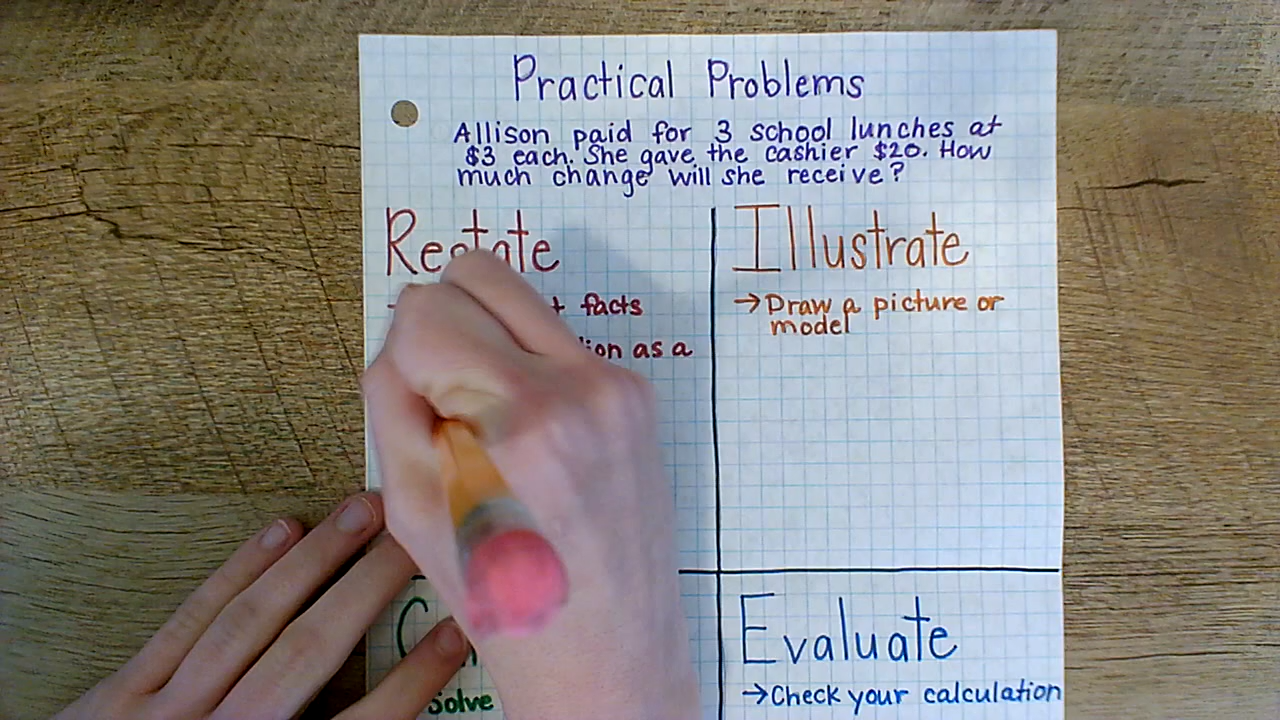 Practical Problems
Allison paid for 3 school lunches at
$3 each. She gave the cashier $20. How
much change will she receive?
Restate
facts
as a
Illustrate
→Draw a picture or
model
Solve
Evaluate
→Check your calculation